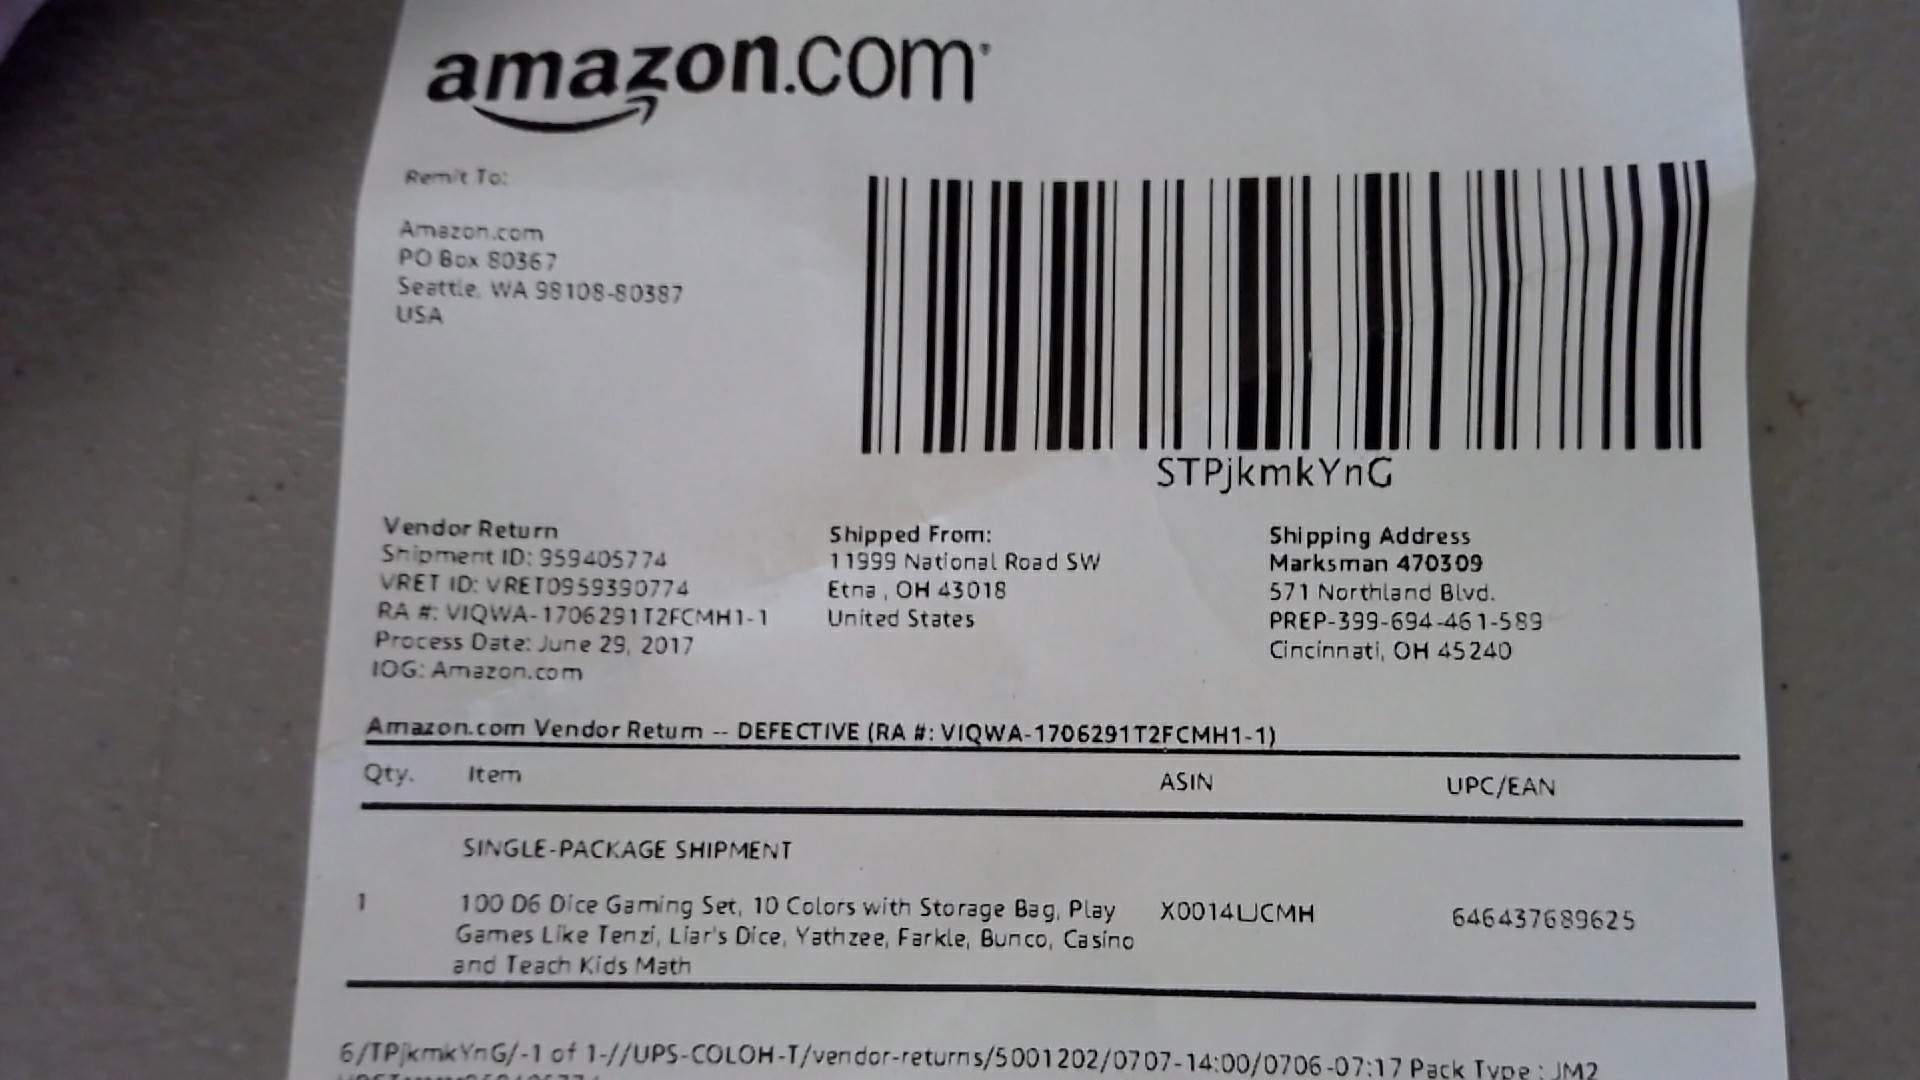 amazon.com
Remit To:
Amazon.com
PO Box 80367
Seattle, WA 98108-80387
USA
STPjkmkYnG
Vendor Return
Shipment ID: 959405774
VRET ID: VRET0959390774
RA #: VIQWA-1706291T2FCMH1-1
Process Date: June 29, 2017
IOG: Amazon.com
Shipped From:
11999 National Road SW
Etna , OH 43018
United States
Shipping Address
Marksman 470309
571 Northland Blvd.
PREP-399-694-461-589
Cincinnati, OH 45240
Amazon.com Vendor Return -- DEFECTIVE (RA #: VIQWA-1706291T2FCMH1-1)
Qty. Item ASIN UPC/EAN
SINGLE-PACKAGE SHIPMENT
1 100 D6 Dice Gaming Set, 10 Colors with Storage Bag, Play X0014LJCMH 646437689625
Games Like Tenzi, Liar's Dice, Yathzee, Farkle, Bunco, Casino
and Teach Kids Math
6/TPjkmkYnG/-1 of 1-//UPS-COLOH-T/vendor-returns/5001202/0707-14:00/0706-07:17 Pack Type : JM2